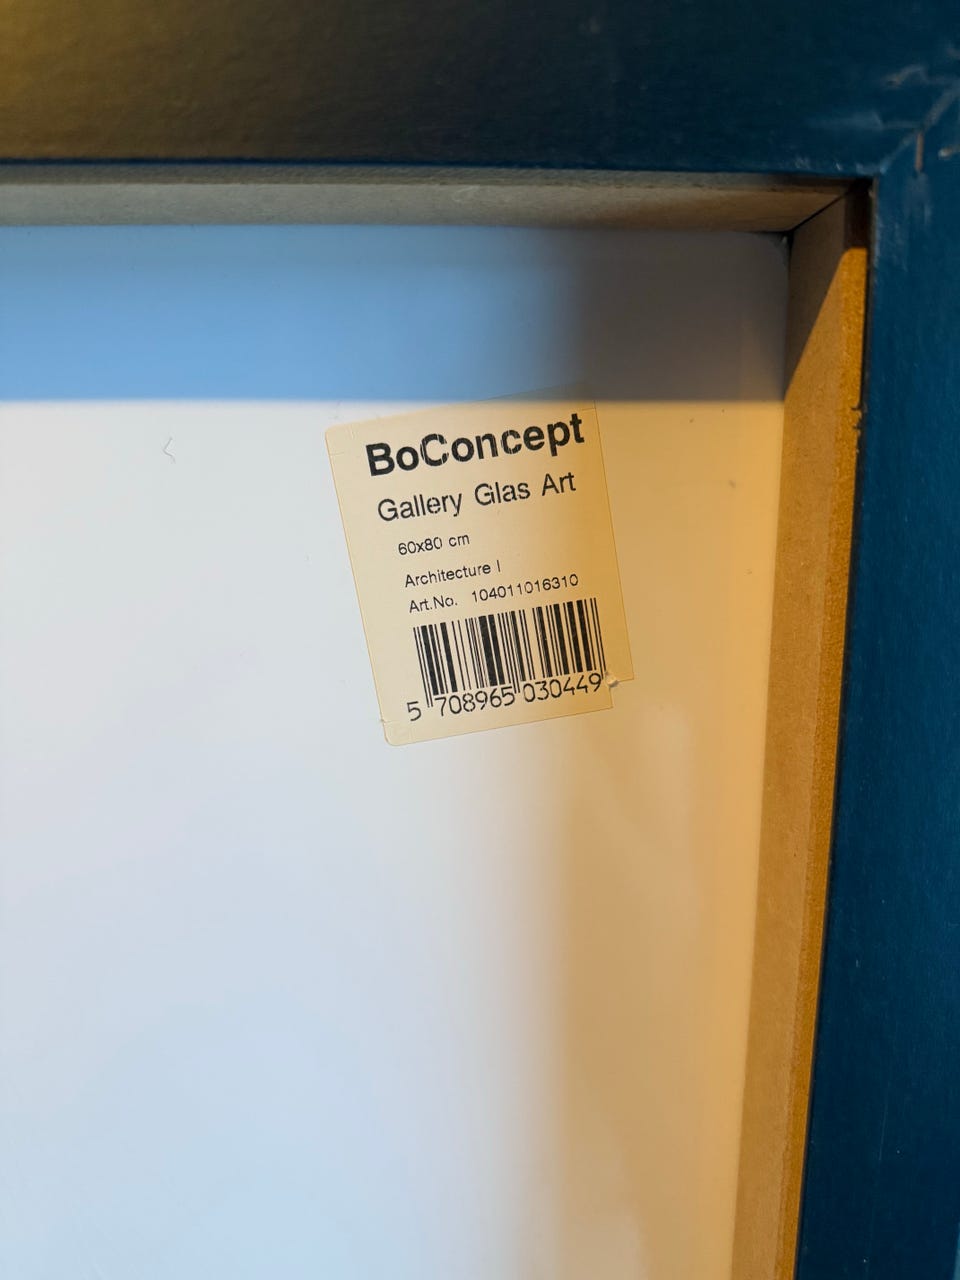 BoConcept
Gallery Glas Art
60x80 cm
Architecture I
Art.No. 104011016310
5 708965 030449